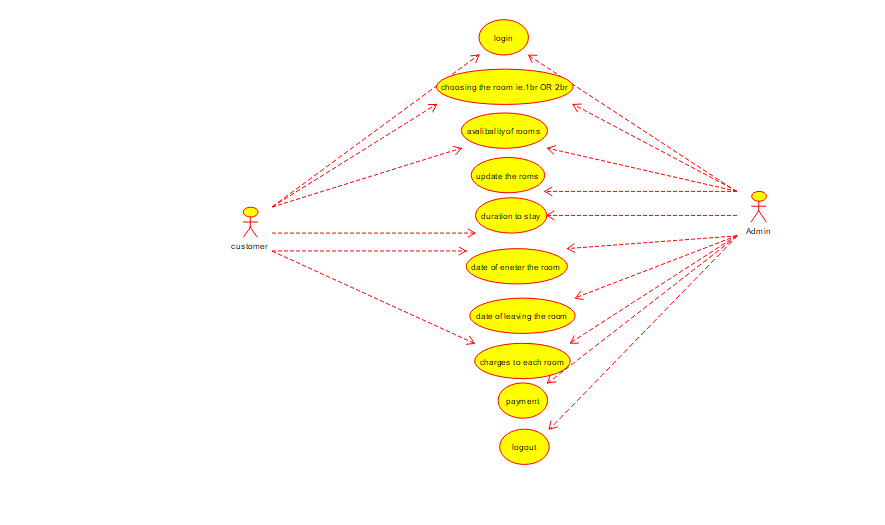 login
choosing the room ie.1br OR 2br
avalibality of rooms
update the roms
duration to stay
customer
Admin
date of eneter the room
date of leaving the room
charges to each room
payment
logout